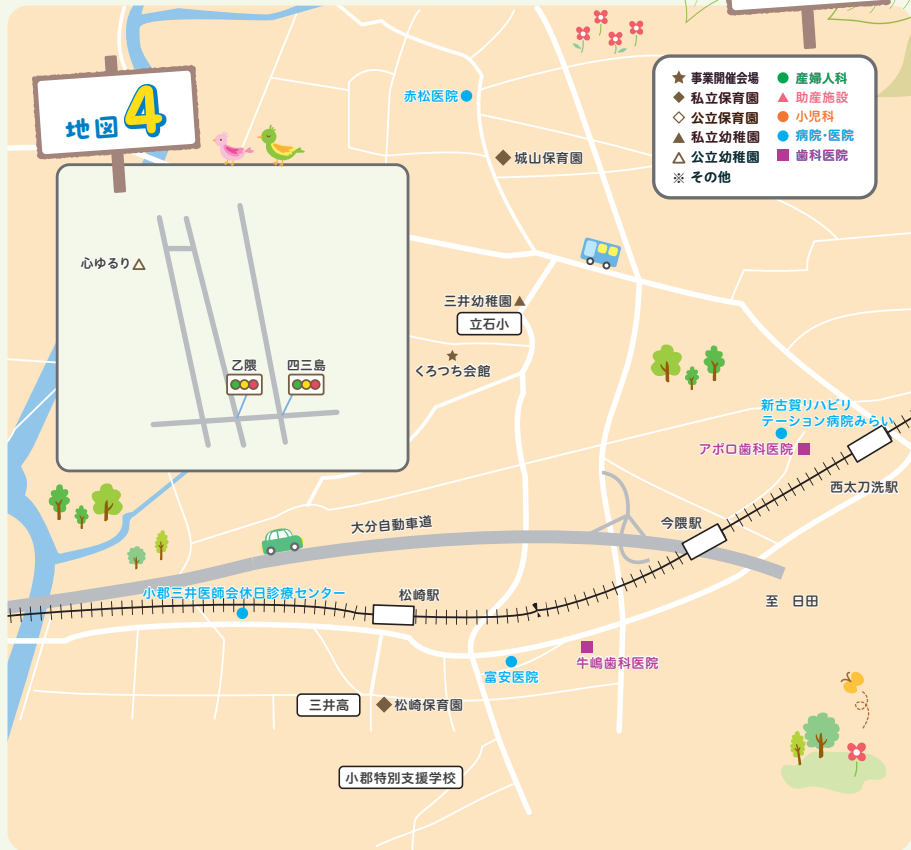 地図4
★ 事業開催会場
◆ 私立保育園
◇ 公立保育園
▲ 私立幼稚園
△ 公立幼稚園
※ その他
● 産婦人科
▲ 助産施設
● 小児科
● 病院・医院
■ 歯科医院
赤松医院
城山保育園
心ゆるり
乙隈
四三島
三井幼稚園
立石小
くろつち会館
新古賀リハビリ
テーション病院みらい
アポロ歯科医院
西太刀洗駅
今隈駅
大分自動車道
小郡三井医師会休日診療センター
松崎駅
至　日田
牛嶋歯科医院
富安医院
三井高
松崎保育園
小郡特別支援学校